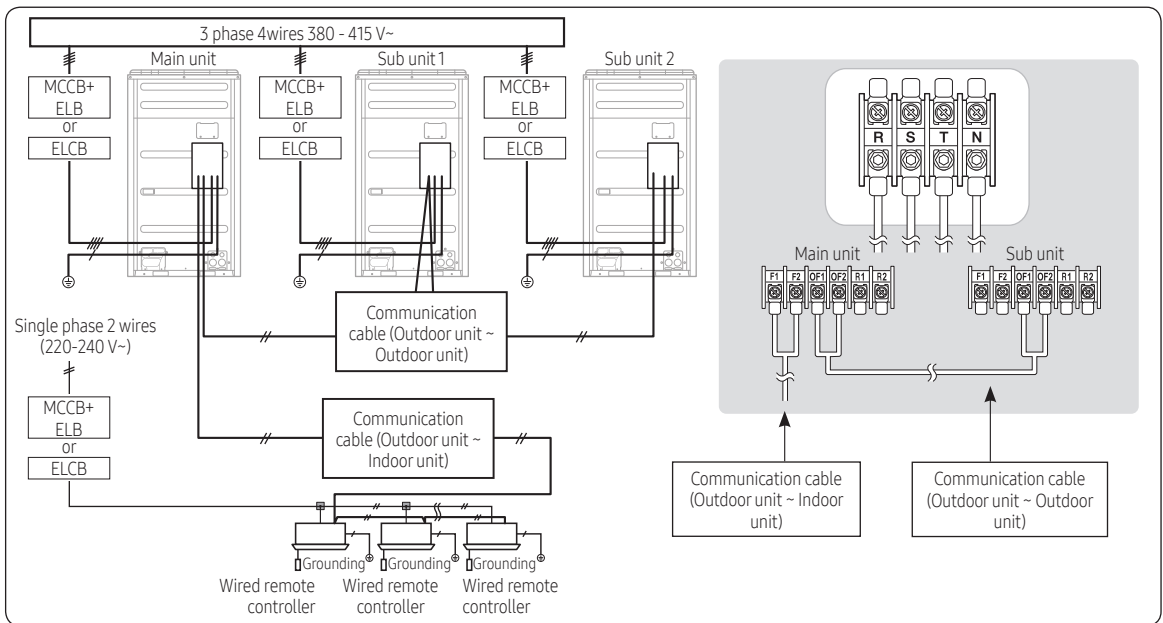 3 phase 4wires 380 - 415 V~
Main unit
Sub unit 1
Sub unit 2
MCCB+
ELB
or
ELCB
MCCB+
ELB
or
ELCB
MCCB+
ELB
or
ELCB
Communication
cable (Outdoor unit ~
Outdoor unit)
Single phase 2 wires
(220-240 V~)
MCCB+
ELB
or
ELCB
Communication
cable (Outdoor unit ~
Indoor unit)
Grounding
Grounding
Grounding
Wired remote
controller
Wired remote
controller
Wired remote
controller
R S T N
Main unit
Sub unit
F1 F2 OF1 OF2 R1 R2
F1 F2 OF1 OF2 R1 R2
Communication cable
(Outdoor unit ~ Indoor
unit)
Communication cable
(Outdoor unit ~ Outdoor
unit)